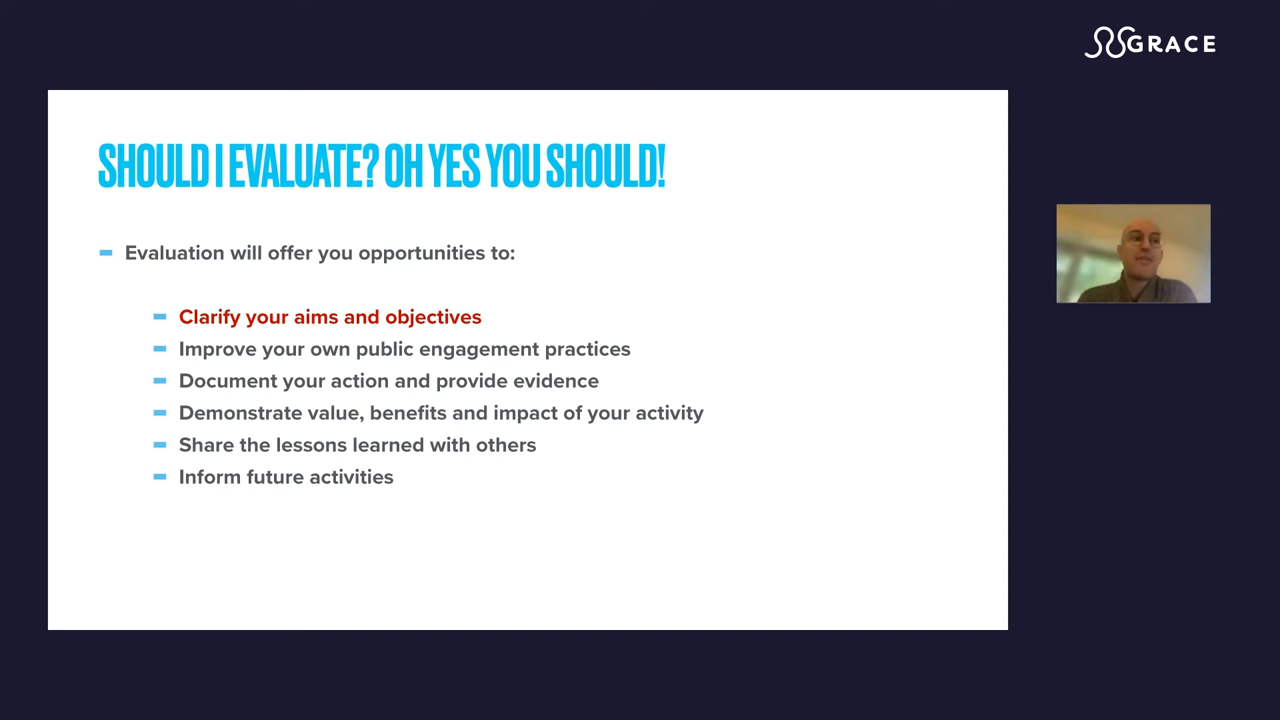 GRACE
SHOULD I EVALUATE? OH YES YOU SHOULD!
Evaluation will offer you opportunities to:
Clarify your aims and objectives
Improve your own public engagement practices
Document your action and provide evidence
Demonstrate value, benefits and impact of your activity
Share the lessons learned with others
Inform future activities